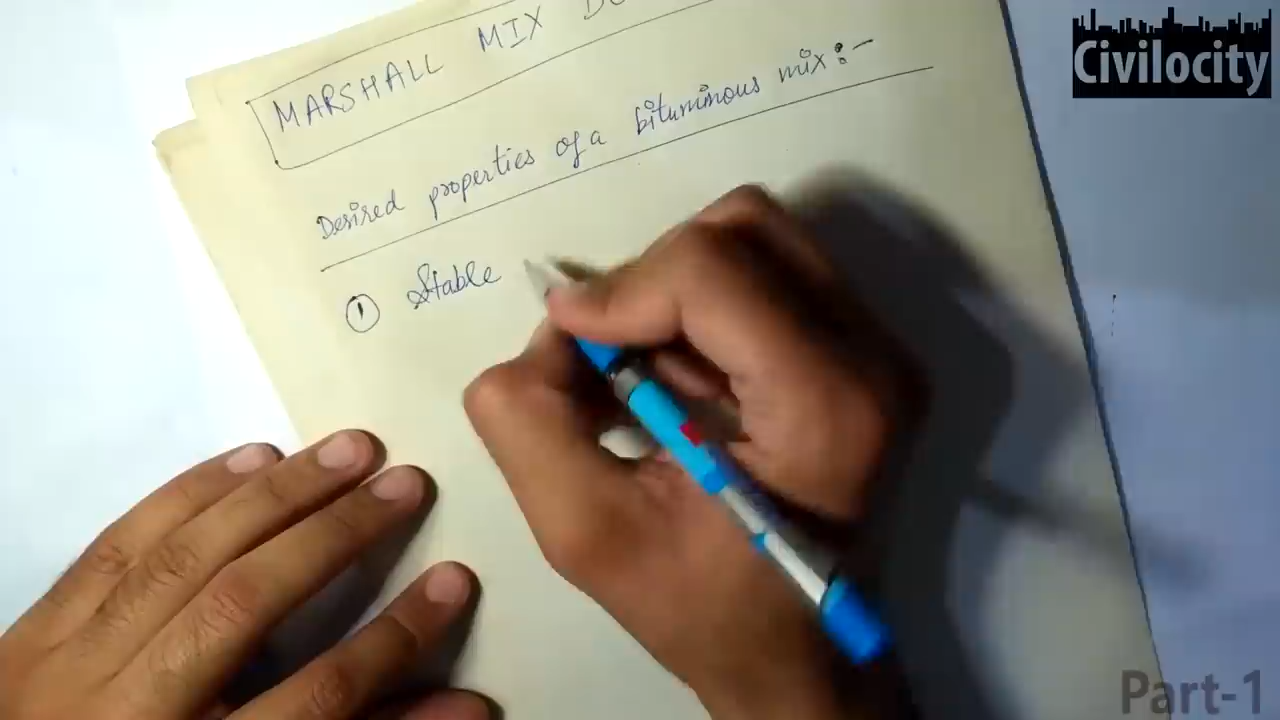 Civilocity
MARSHALL MIX
Desired properties of a bituminous mix :-
① Stable
Part-1